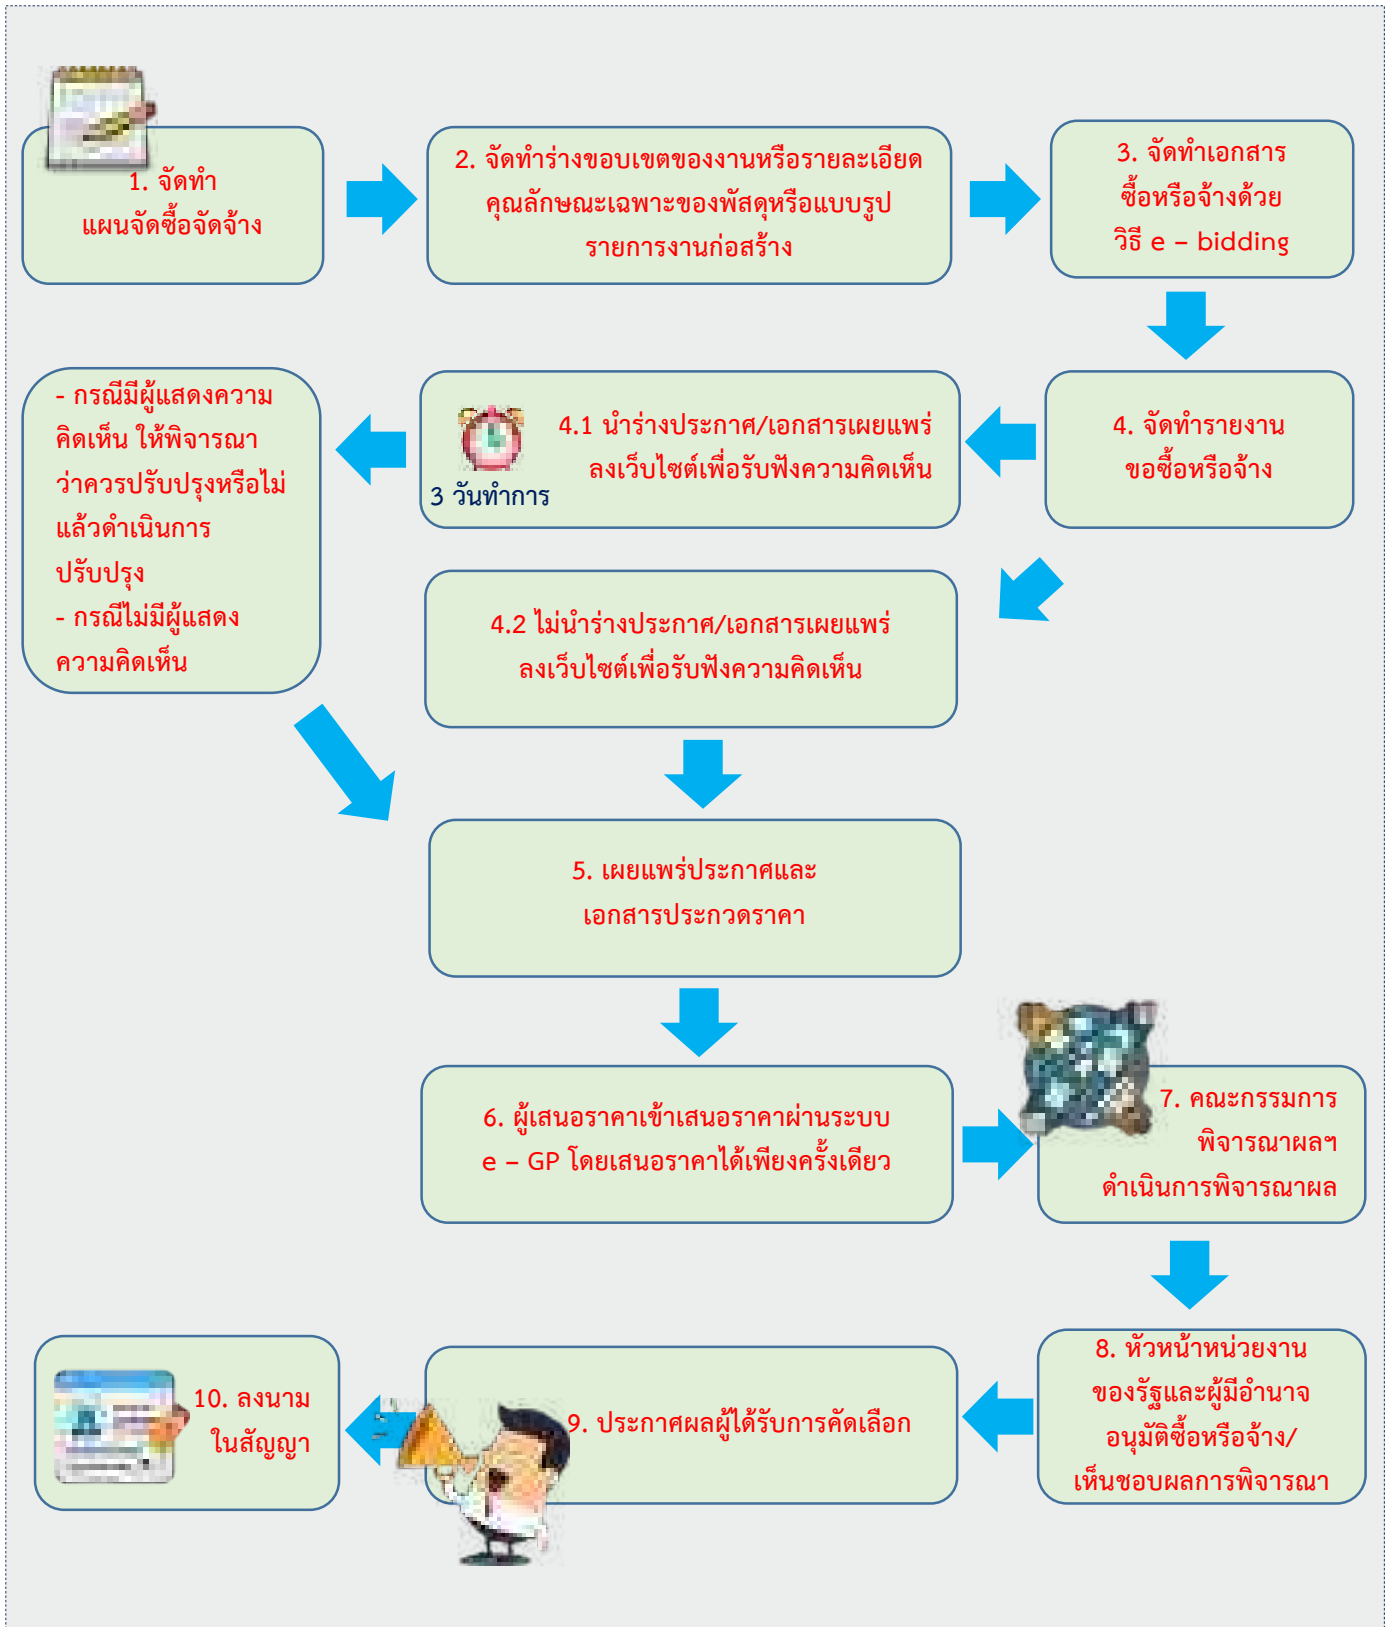 1. จัดทำ
แผนจัดซื้อจัดจ้าง
2. จัดทำร่างขอบเขตของงานหรือรายละเอียด
คุณลักษณะเฉพาะของพัสดุหรือแบบรูป
รายการงานก่อสร้าง
3. จัดทำเอกสาร
ซื้อหรือจ้างด้วย
วิธี e – bidding
4. จัดทำรายงาน
ขอซื้อหรือจ้าง
4.1 นำร่างประกาศ/เอกสารเผยแพร่
ลงเว็บไซต์เพื่อรับฟังความคิดเห็น
3 วันทำการ
- กรณีมีผู้แสดงความ
คิดเห็น ให้พิจารณา
ว่าควรปรับปรุงหรือไม่
แล้วดำเนินการ
ปรับปรุง
- กรณีไม่มีผู้แสดง
ความคิดเห็น
4.2 ไม่นำร่างประกาศ/เอกสารเผยแพร่
ลงเว็บไซต์เพื่อรับฟังความคิดเห็น
5. เผยแพร่ประกาศและ
เอกสารประกวดราคา
6. ผู้เสนอราคาเข้าเสนอราคาผ่านระบบ
e – GP โดยเสนอราคาได้เพียงครั้งเดียว
7. คณะกรรมการ
พิจารณาผลฯ
ดำเนินการพิจารณาผล
8. หัวหน้าหน่วยงาน
ของรัฐและผู้มีอำนาจ
อนุมัติซื้อหรือจ้าง/
เห็นชอบผลการพิจารณา
9. ประกาศผลผู้ได้รับการคัดเลือก
10. ลงนาม
ในสัญญา